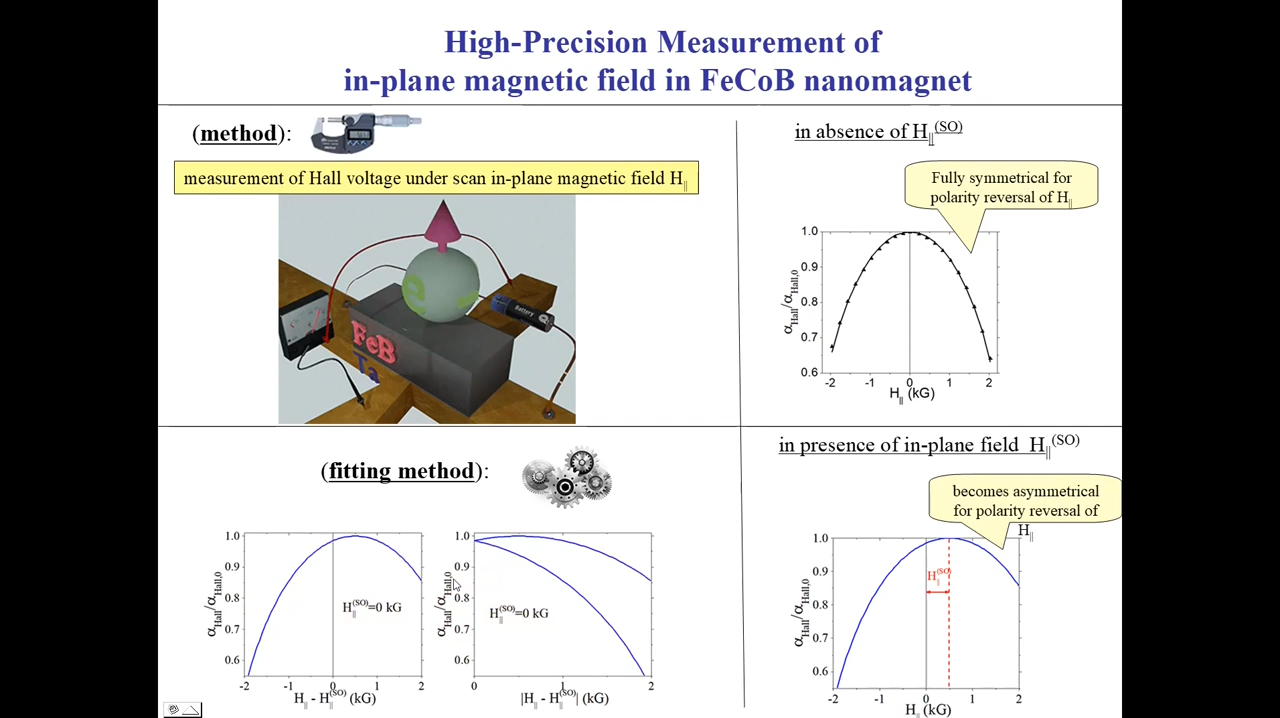 High-Precision Measurement of
in-plane magnetic field in FeCoB nanomagnet
(method):
measurement of Hall voltage under scan in-plane magnetic field H||
FeB
Ta
e
Battery
in absence of H||(SO)
Fully symmetrical for
polarity reversal of H||
αHall/αHall,0
1.0
0.9
0.8
0.7
0.6
-2 -1 0 1 2
H|| (kG)
(fitting method):
αHall/αHall,0
1.0
0.9
0.8
0.7
0.6
H||(SO)=0 kG
-2 -1 0 1 2
H|| - H||(SO) (kG)
αHall/αHall,0
1.0
0.9
0.8
0.7
0.6
H||(SO)=0 kG
0 2
|H|| - H||(SO)| (kG)
in presence of in-plane field H||(SO)
becomes asymmetrical
for polarity reversal of
H||
αHall/αHall,0
1.0
0.9
0.8
0.7
0.6
H||(SO)
-2 -1 0 1 2
H|| (kG)